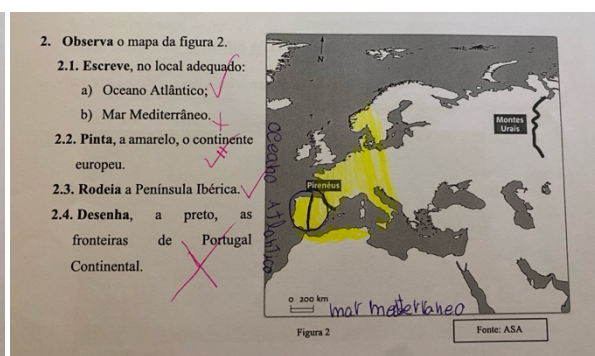 2. Observa o mapa da figura 2.
2.1. Escreve, no local adequado:
a) Oceano Atlântico;
b) Mar Mediterrâneo.
2.2. Pinta, a amarelo, o continente
europeu.
2.3. Rodeia a Península Ibérica.
2.4. Desenha, a preto, as
fronteiras de Portugal
Continental.
N
Montes
Urais
Pirenéus
oceano Atlantico
0 200 km
mar mediterraneo
Figura 2
Fonte: ASA